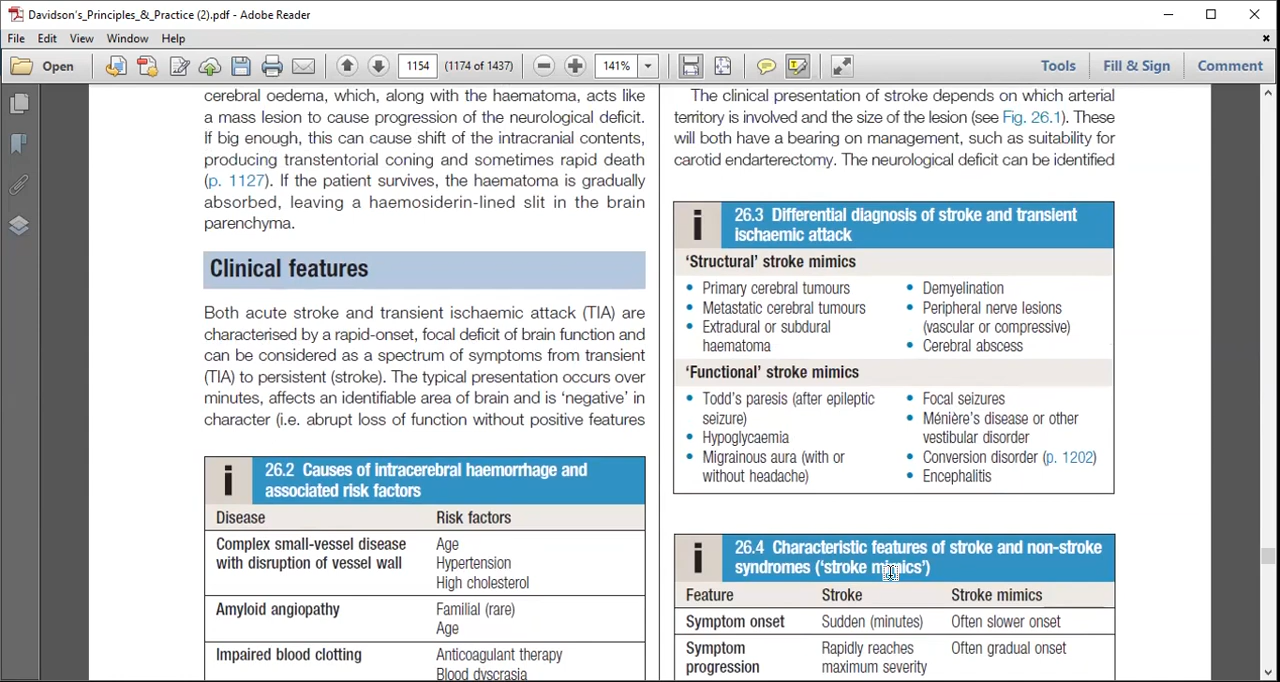 Davidson's_Principles_&_Practice (2).pdf - Adobe Reader
File Edit View Window Help
Open 1154 (1174 of 1437) 141% Tools Fill & Sign Comment
cerebral oedema, which, along with the haematoma, acts like
a mass lesion to cause progression of the neurological deficit.
If big enough, this can cause shift of the intracranial contents,
producing transtentorial coning and sometimes rapid death
(p. 1127). If the patient survives, the haematoma is gradually
absorbed, leaving a haemosiderin-lined slit in the brain
parenchyma.
Clinical features
Both acute stroke and transient ischaemic attack (TIA) are
characterised by a rapid-onset, focal deficit of brain function and
can be considered as a spectrum of symptoms from transient
(TIA) to persistent (stroke). The typical presentation occurs over
minutes, affects an identifiable area of brain and is 'negative' in
character (i.e. abrupt loss of function without positive features
i 26.2 Causes of intracerebral haemorrhage and
associated risk factors
Disease Risk factors
Complex small-vessel disease Age
with disruption of vessel wall Hypertension
High cholesterol
Amyloid angiopathy Familial (rare)
Age
Impaired blood clotting Anticoagulant therapy
Blood dyscrasia
The clinical presentation of stroke depends on which arterial
territory is involved and the size of the lesion (see Fig. 26.1). These
will both have a bearing on management, such as suitability for
carotid endarterectomy. The neurological deficit can be identified
i 26.3 Differential diagnosis of stroke and transient
ischaemic attack
'Structural' stroke mimics
• Primary cerebral tumours
• Metastatic cerebral tumours
• Extradural or subdural
haematoma
• Demyelination
• Peripheral nerve lesions
(vascular or compressive)
• Cerebral abscess
'Functional' stroke mimics
• Todd's paresis (after epileptic
seizure)
• Hypoglycaemia
• Migrainous aura (with or
without headache)
• Focal seizures
• Ménière's disease or other
vestibular disorder
• Conversion disorder (p. 1202)
• Encephalitis
i 26.4 Characteristic features of stroke and non-stroke
syndromes ('stroke mimics')
Feature Stroke Stroke mimics
Symptom onset Sudden (minutes) Often slower onset
Symptom Rapidly reaches Often gradual onset
progression maximum severity